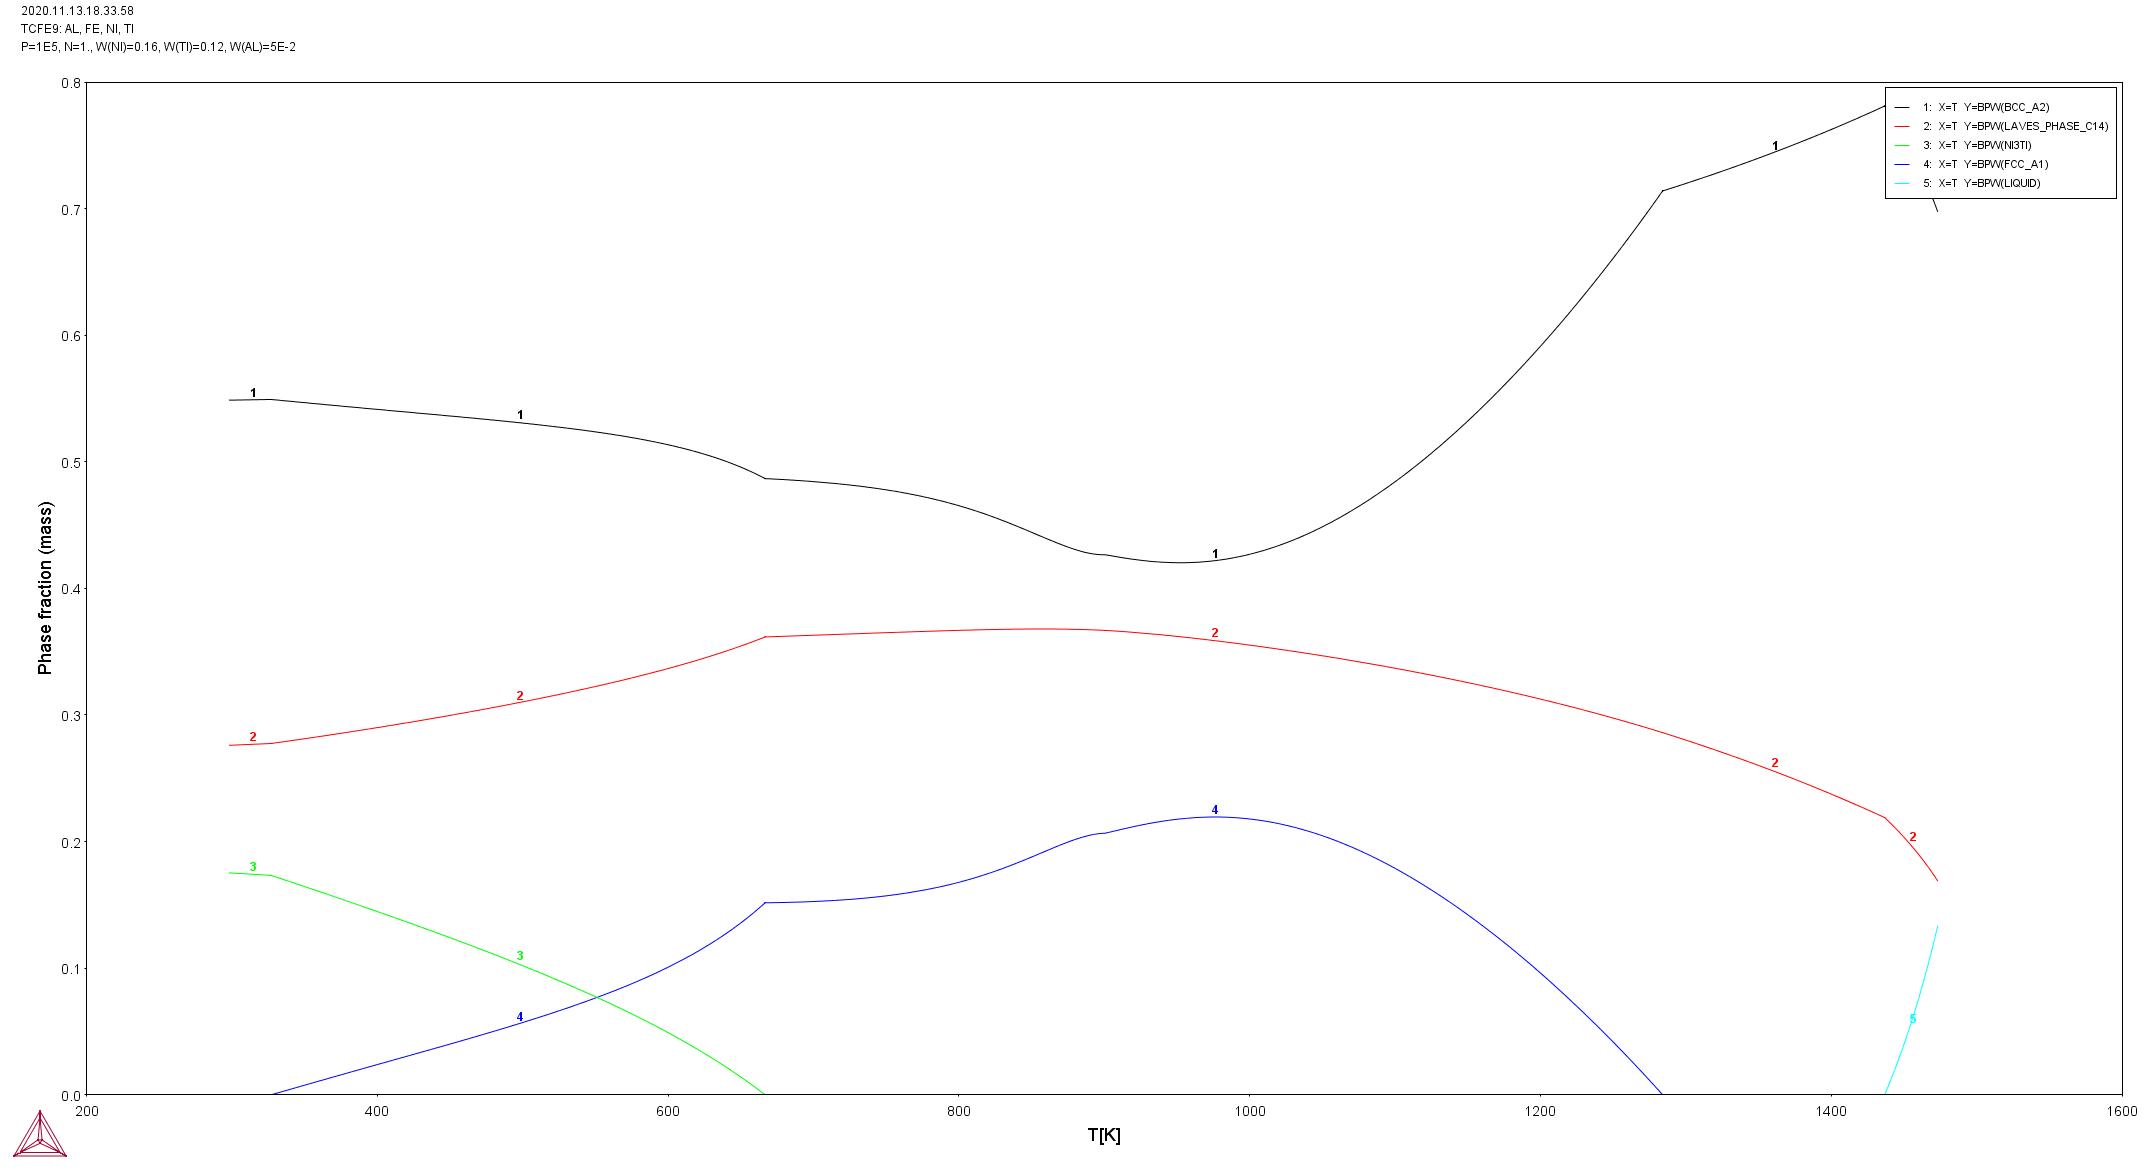 2020.11.13.18.33.58
TCFE9: AL, FE, NI, TI
P=1E5, N=1., W(NI)=0.16, W(TI)=0.12, W(AL)=5E-2
0.8
0.7
0.6
0.5
0.4
0.3
0.2
0.1
0.0
Phase fraction (mass)
1: X=T Y=BPW(BCC_A2)
2: X=T Y=BPW(LAVES_PHASE_C14)
3: X=T Y=BPW(NI3TI)
4: X=T Y=BPW(FCC_A1)
5: X=T Y=BPW(LIQUID)
1
1
1
1
2
2
2
2
2
3
3
4
4
5
200 400 600 800 1000 1200 1400 1600
T[K]